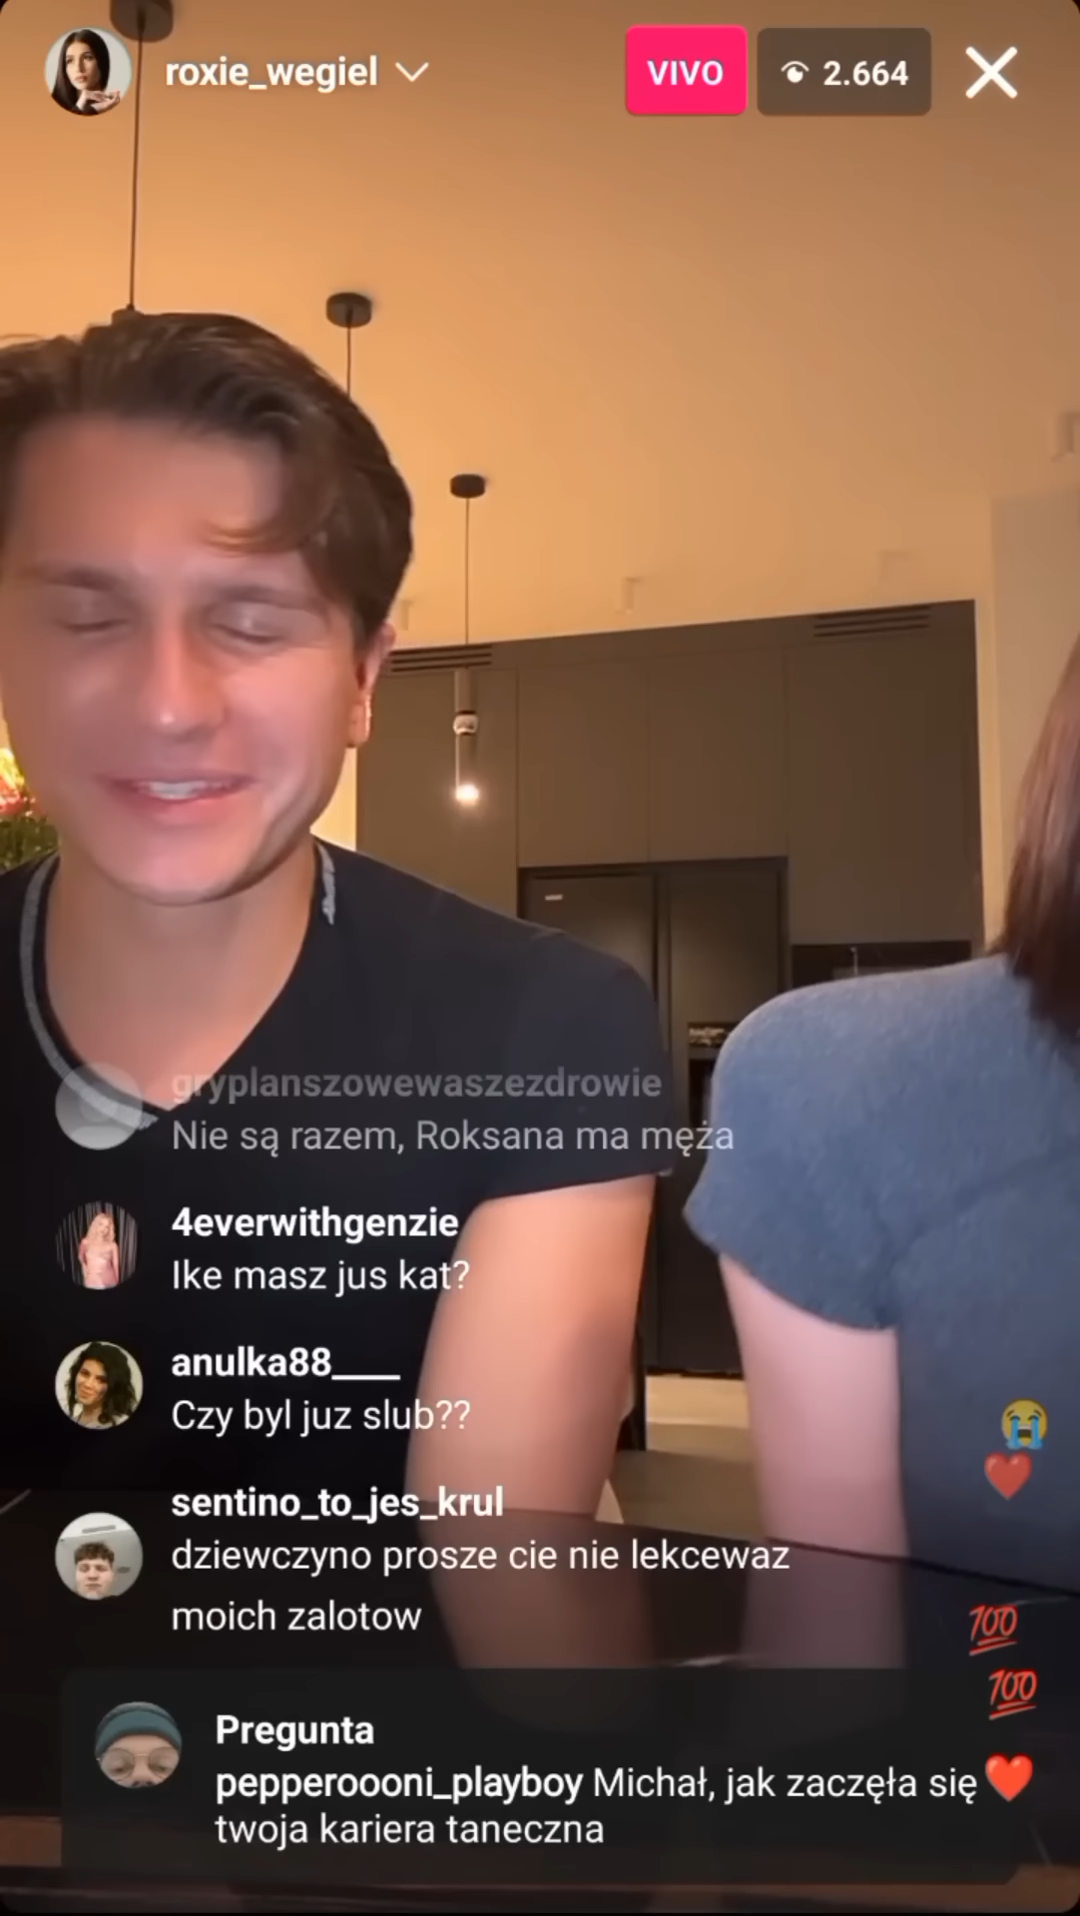 roxie_wegiel
VIVO
2.664
gryplanszowewaszezdrowie
Nie są razem, Roksana ma męża
4everwithgenzie
Ike masz jus kat?
anulka88___
Czy byl juz slub??
sentino_to_jes_krul
dziewczyno prosze cie nie lekcewaz
moich zalotow
Pregunta
pepperoooni_playboy Michał, jak zaczęła się
twoja kariera taneczna
💯
💯